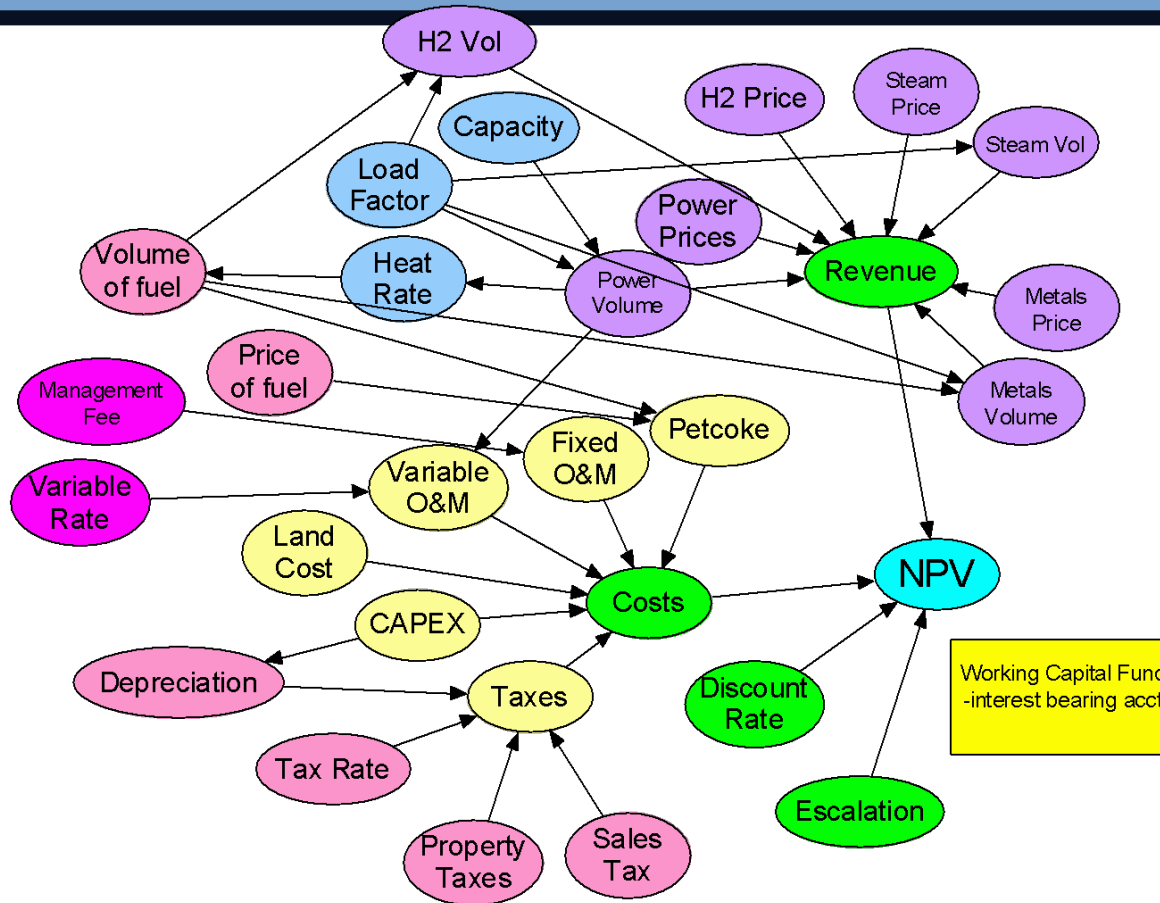 H2 Vol
H2 Price
Steam
Price
Capacity
Steam Vol
Load
Factor
Power
Prices
Volume
of fuel
Heat
Rate
Power
Volume
Revenue
Metals
Price
Price
of fuel
Management
Fee
Metals
Volume
Petcoke
Fixed
O&M
Variable
O&M
Variable
Rate
Land
Cost
NPV
Costs
CAPEX
Depreciation
Taxes
Discount
Rate
Working Capital Func
-interest bearing acct
Tax Rate
Escalation
Property
Taxes
Sales
Tax